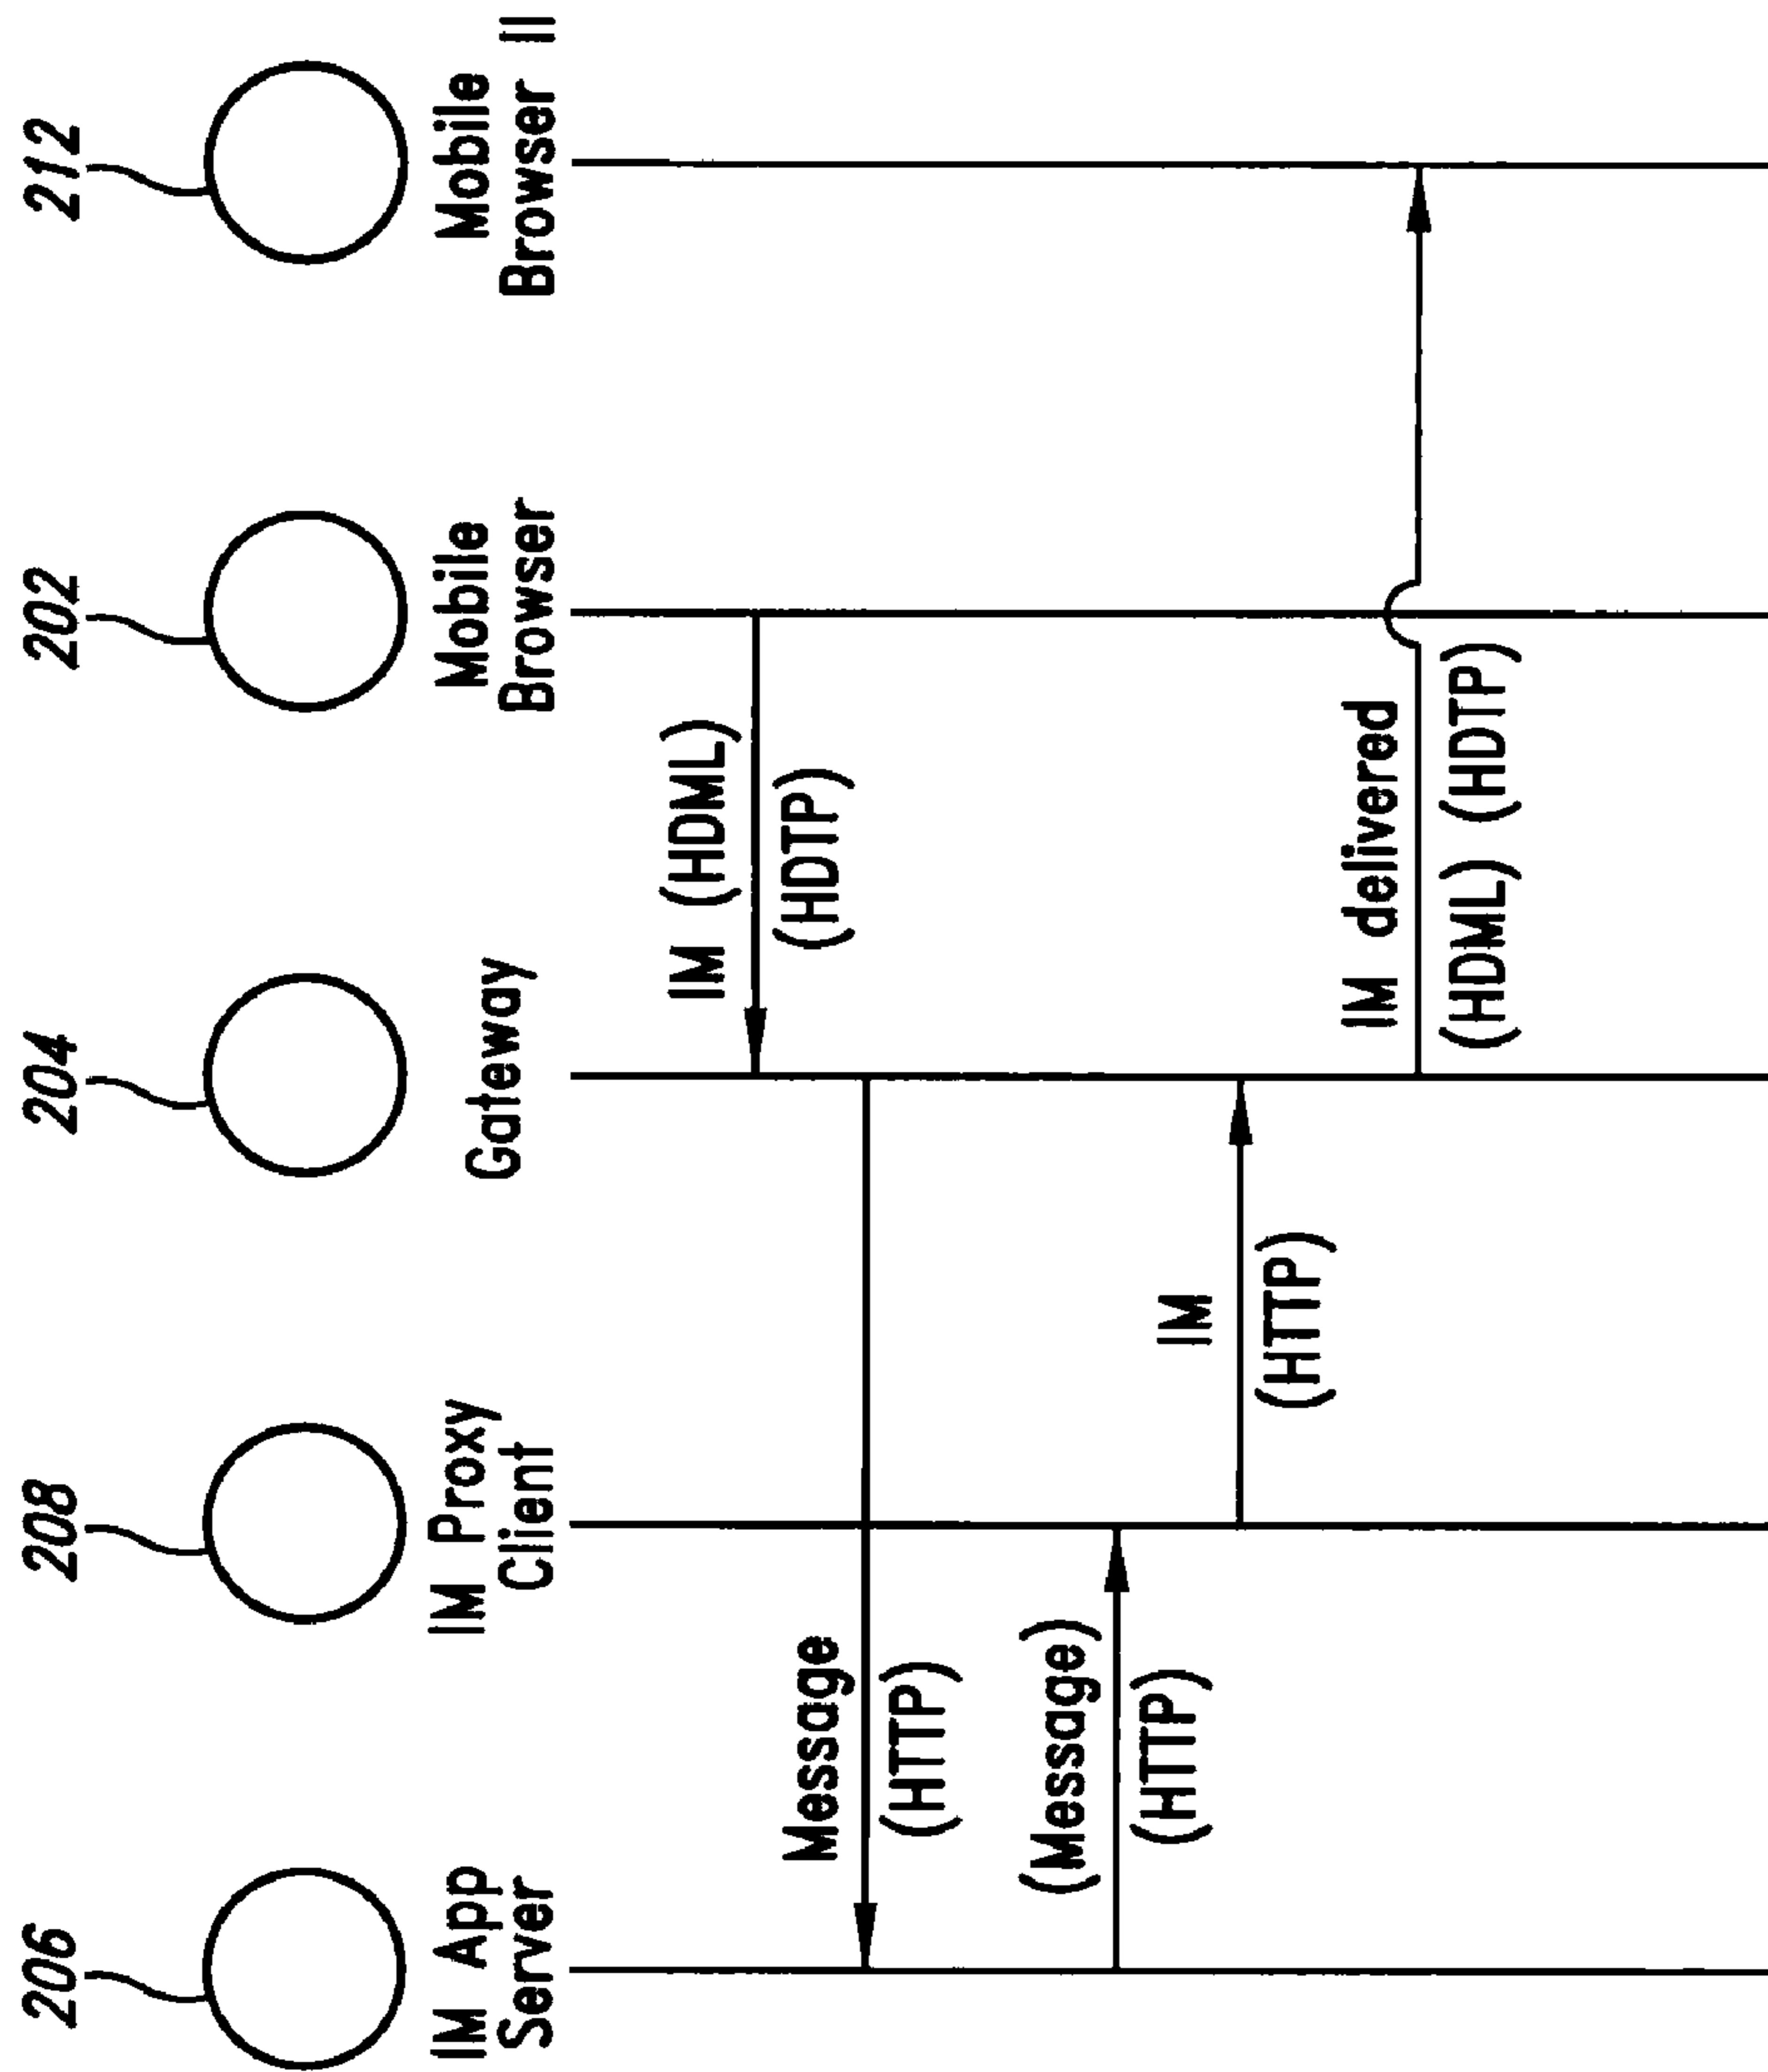 206
208
204
202
212
IM App
Server
IM Proxy
Client
Gateway
Mobile
Browser
Mobile
Browser II
IM (HDML)
(HDTP)
Message
(HTTP)
(Message)
(HTTP)
IM
(HTTP)
IM delivered
(HDML) (HDTP)